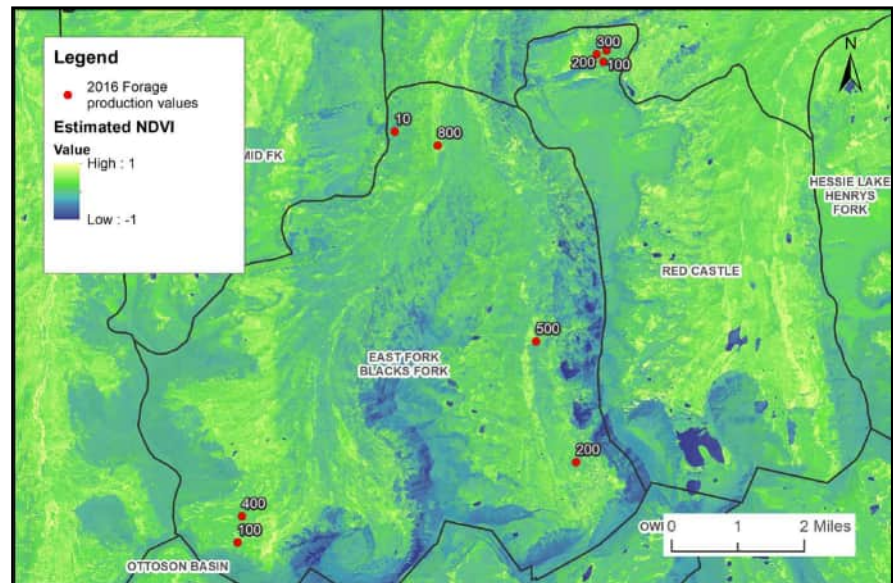 Legend
2016 Forage
production values
Estimated NDVI
Value
High : 1
Low : -1
300
200
100
N
10
800
MID FK
HESSIE LAKE
HENRYS
FORK
RED CASTLE
500
EAST FORK
BLACKS FORK
200
400
100
OTTOSON BASIN
OWI
0 1 2 Miles